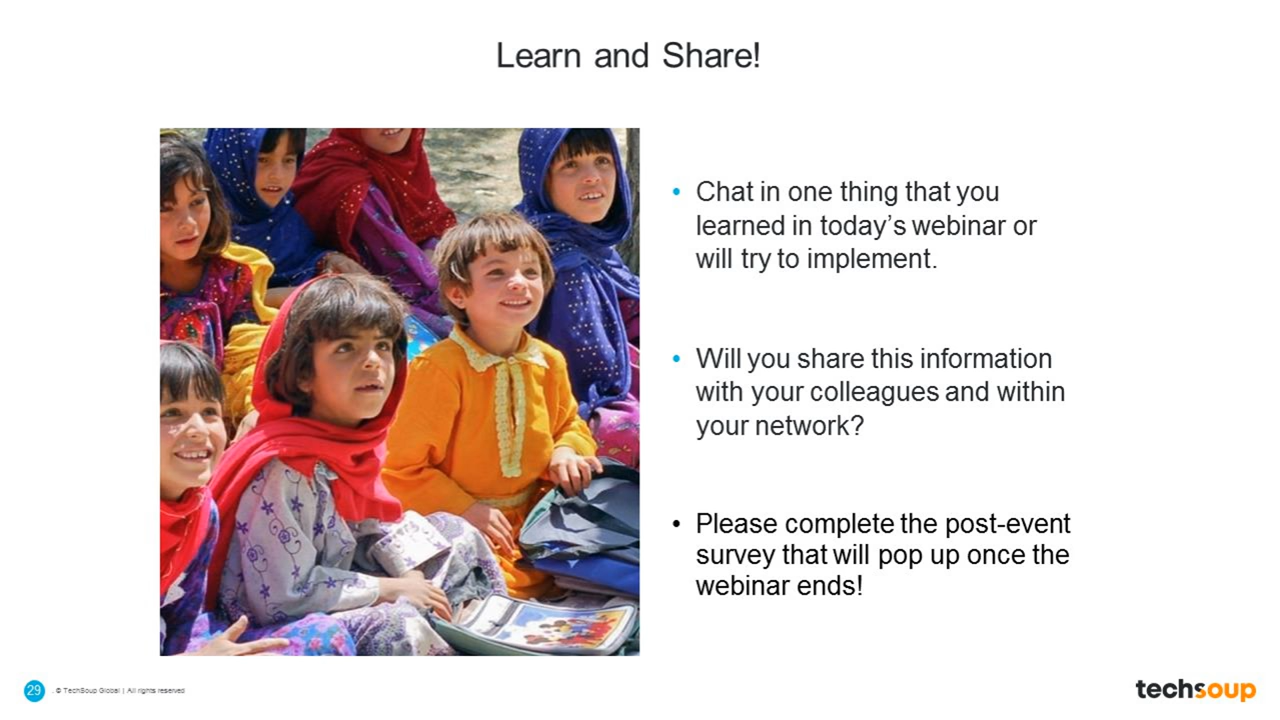 Learn and Share!
• Chat in one thing that you
learned in today’s webinar or
will try to implement.
• Will you share this information
with your colleagues and within
your network?
• Please complete the post-event
survey that will pop up once the
webinar ends!
29 . © TechSoup Global | All rights reserved
techsoup